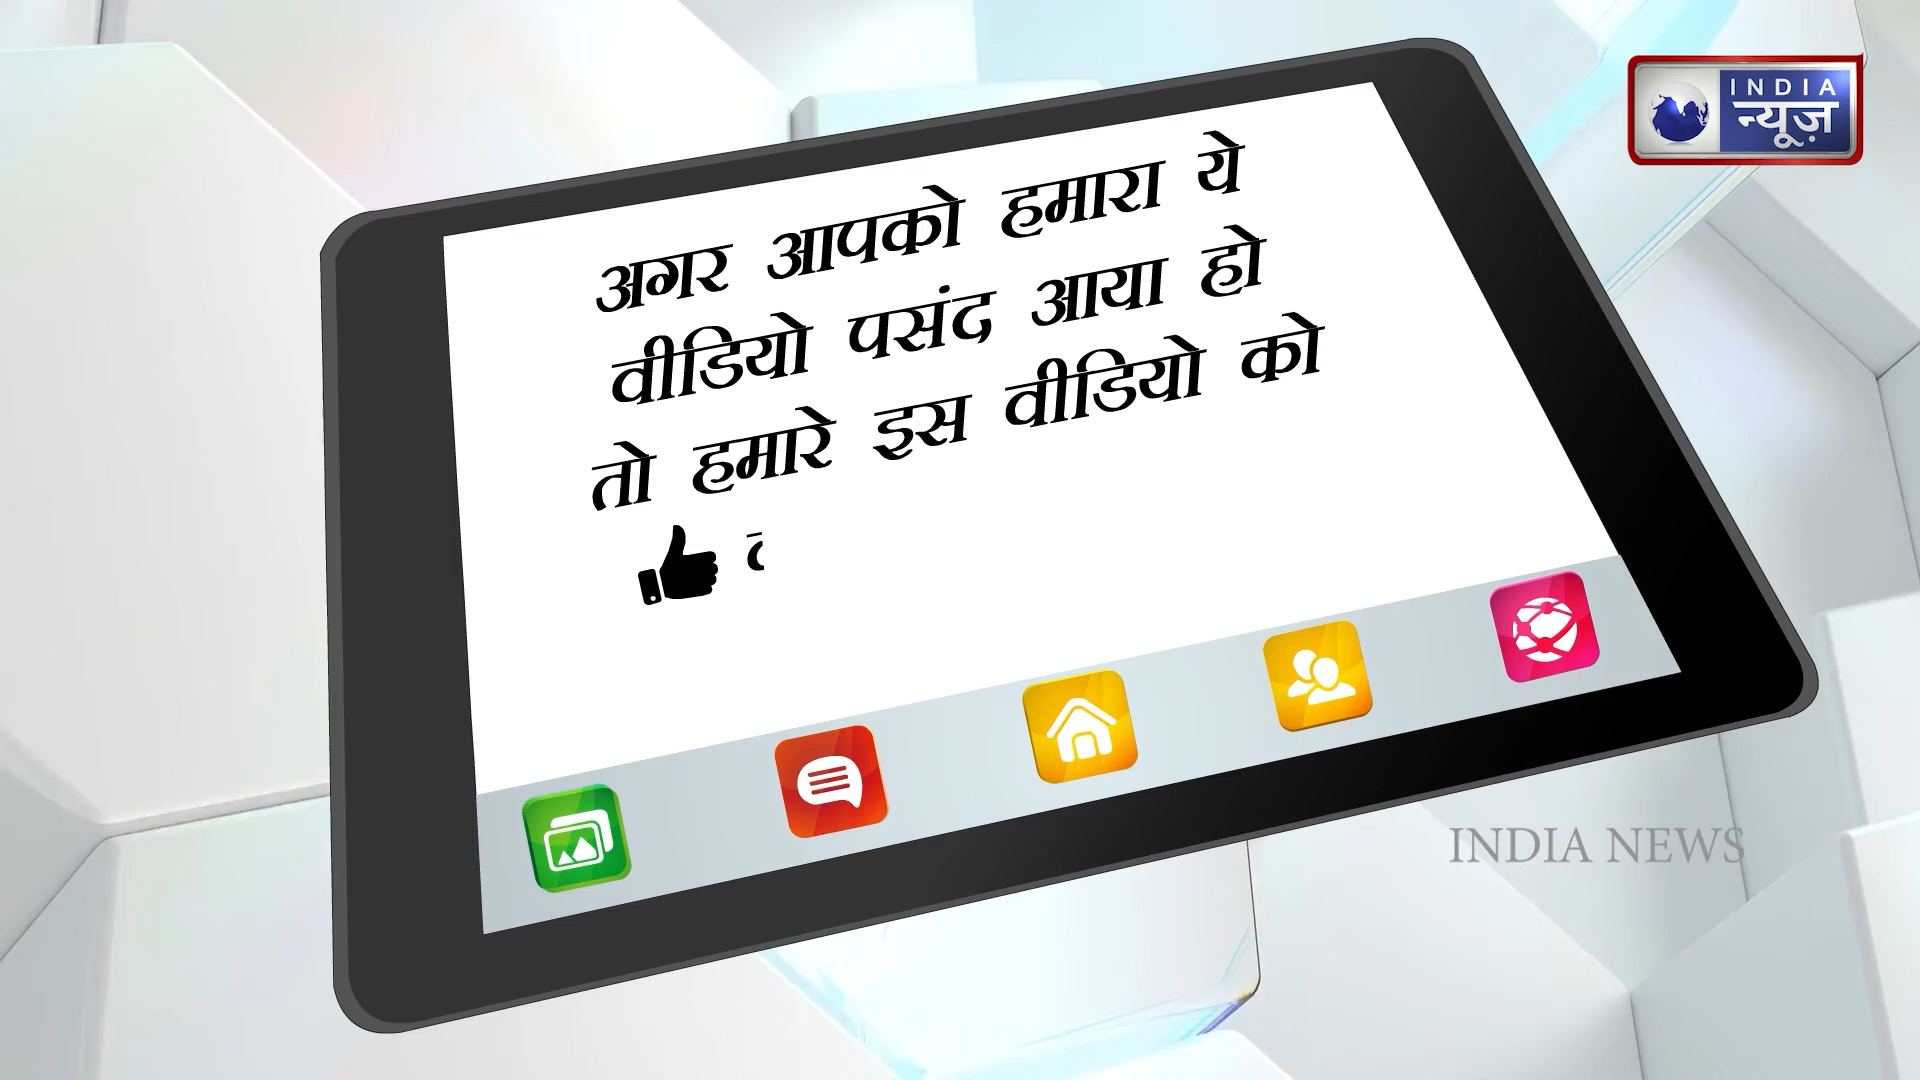 INDIA
न्यूज़
अगर आपको हमारा ये
वीडियो पसंद आया हो
तो हमारे इस वीडियो को
INDIA NEWS